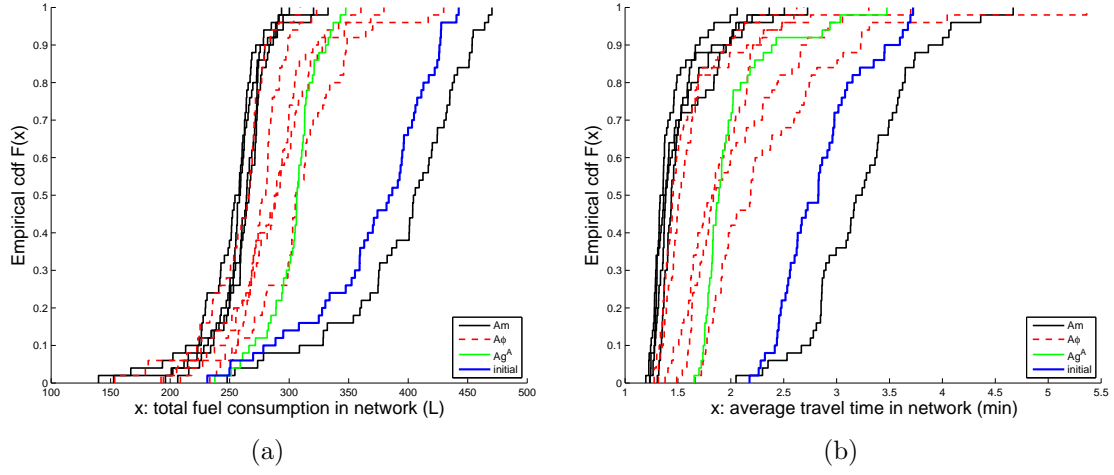 1
0.9
0.8
0.7
0.6
0.5
0.4
0.3
0.2
0.1
0
Empirical cdf F(x)
100 150 200 250 300 350 400 450 500
x: total fuel consumption in network (L)
Am
Aϕ
Ag^A
initial
(a)
1
0.9
0.8
0.7
0.6
0.5
0.4
0.3
0.2
0.1
0
Empirical cdf F(x)
1 1.5 2 2.5 3 3.5 4 4.5 5 5.5
x: average travel time in network (min)
Am
Aϕ
Ag^A
initial
(b)